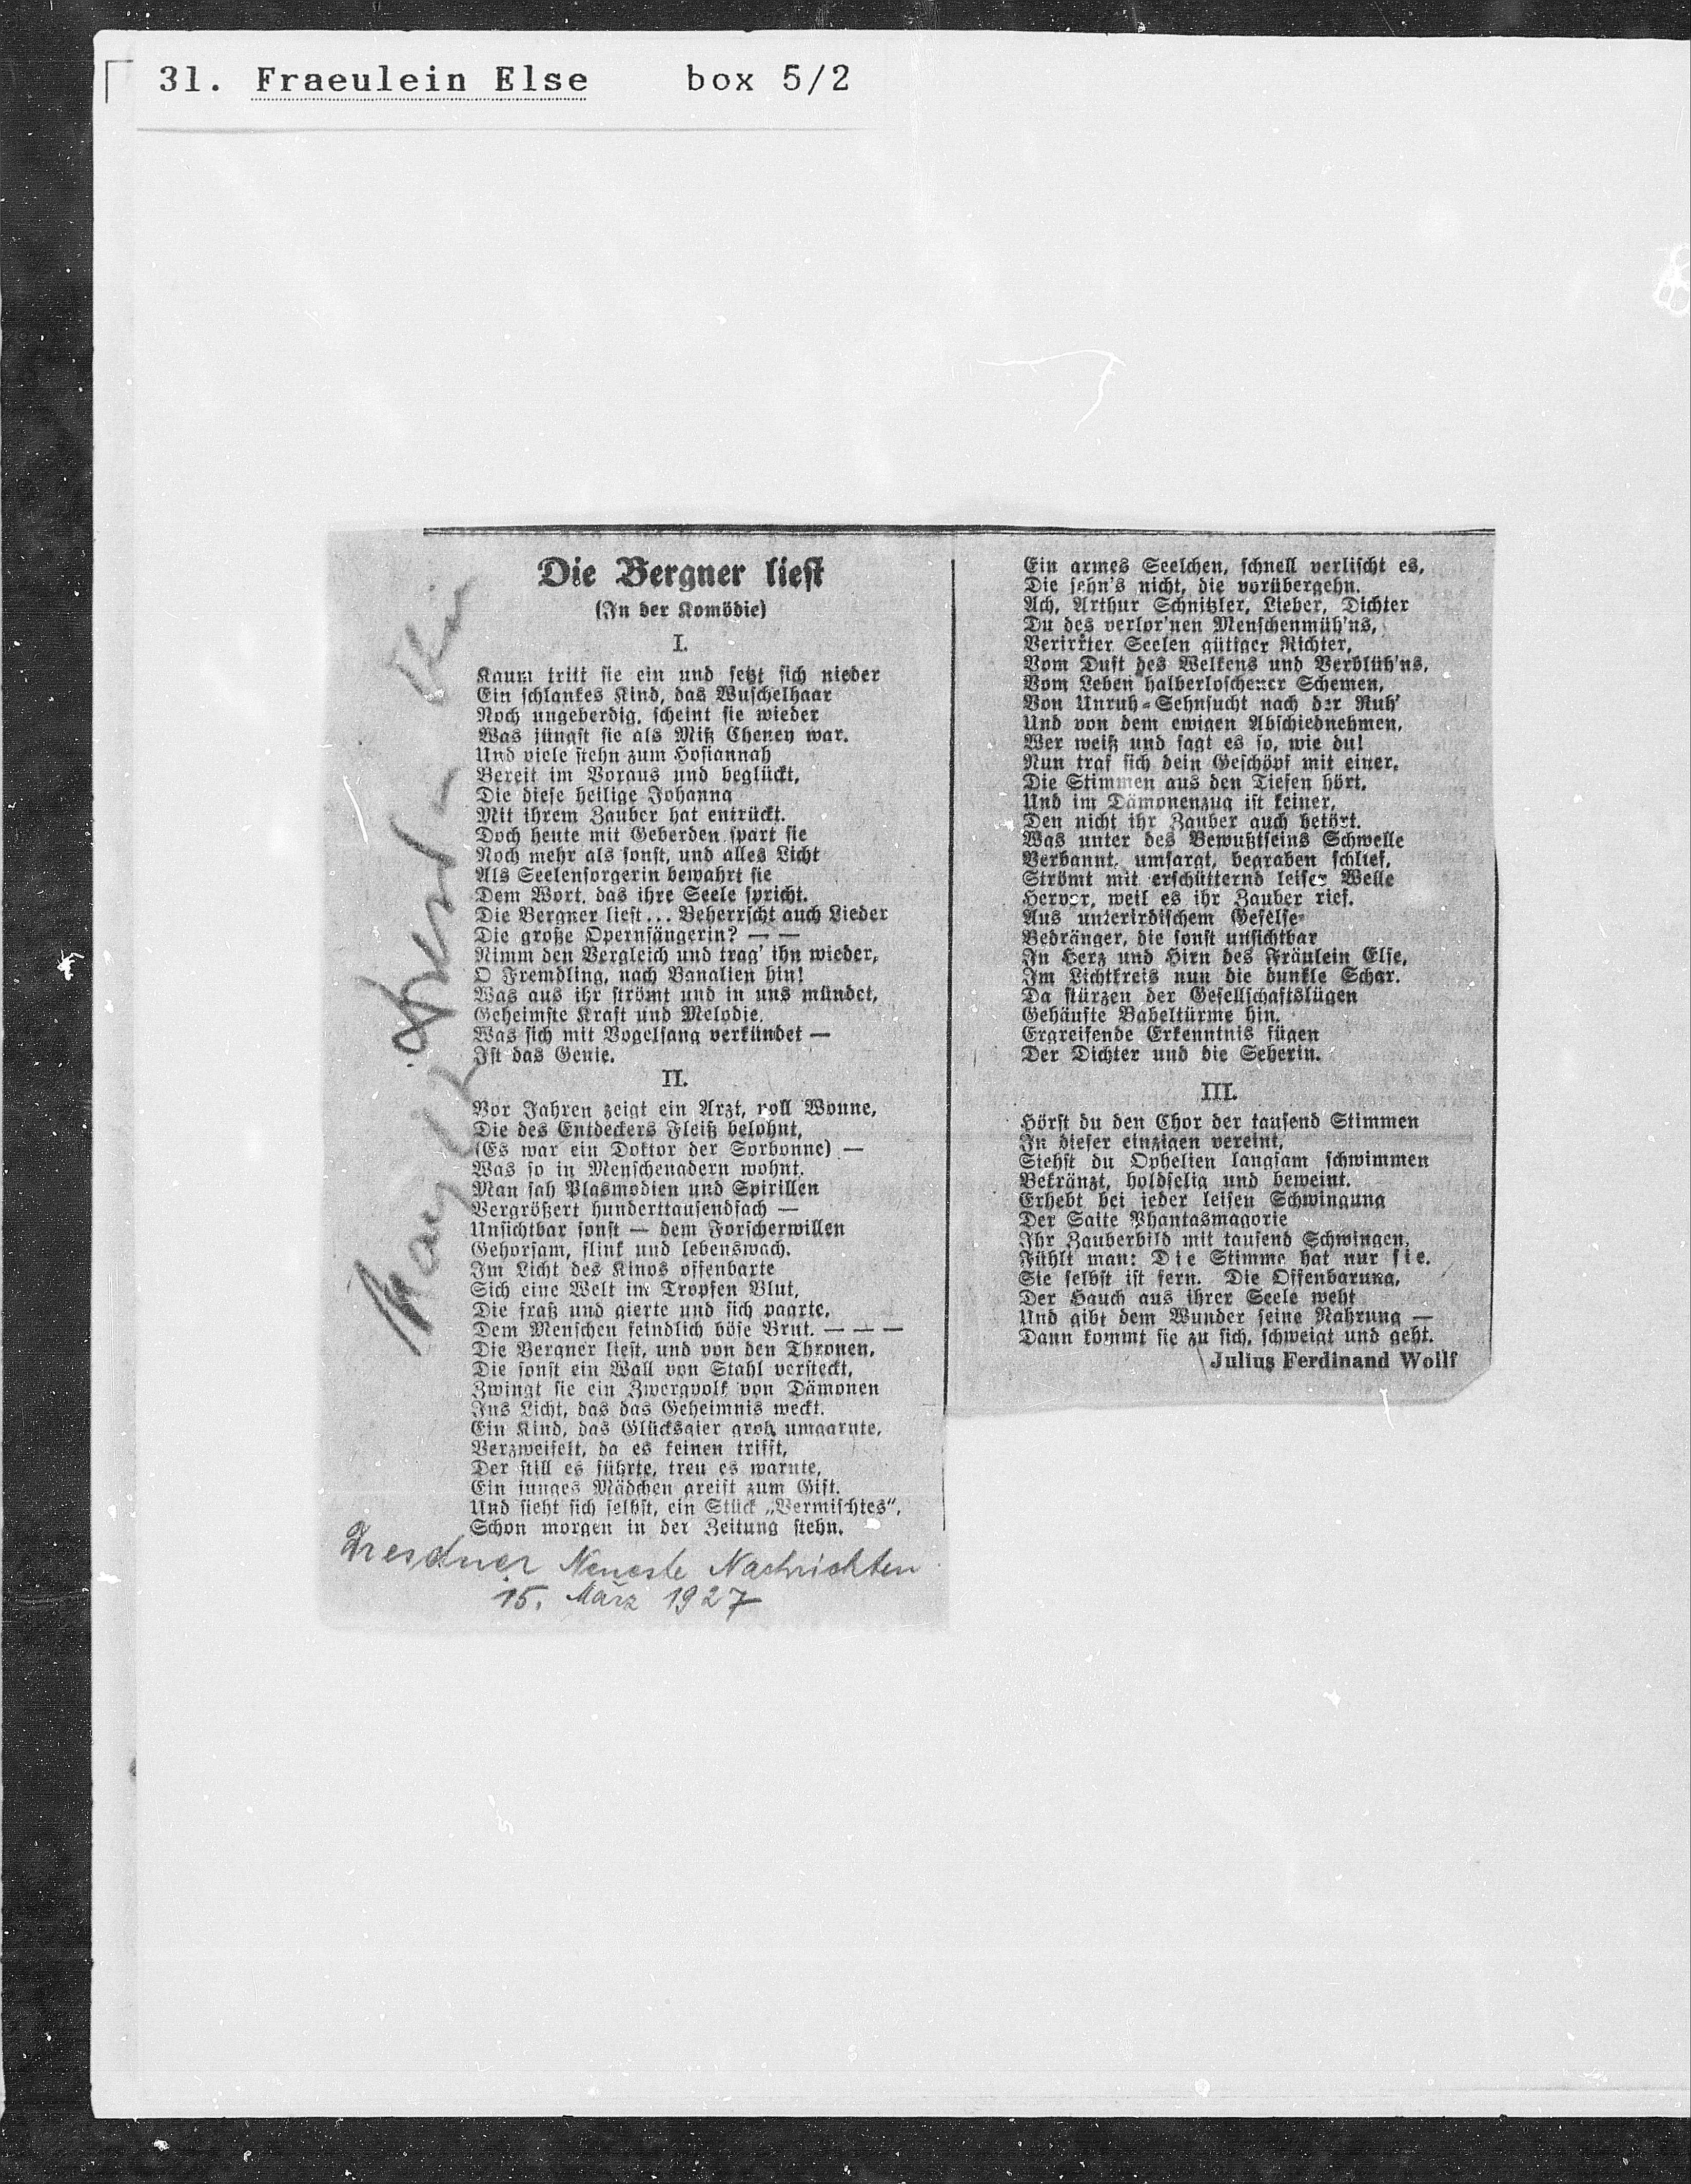 31. Fraeulein Else box 5/2
Die Bergner liest
(In der Komödie)
I.
Kaum tritt sie ein und setzt sich nieder
Ein schlankes Kind, das Wuschelhaar
Noch ungeberdig, scheint sie wieder
Was jüngst sie als Miß Cheney war.
Und viele stehn zum Hosiannah
Bereit im Voraus und beglückt,
Die diese heilige Johanna
Mit ihrem Zauber hat entrückt.
Doch heute mit Geberden spart sie
Noch mehr als sonst, und alles Licht
Als Seelensorgerin bewahrt sie
Dem Wort, das ihre Seele spricht.
Die Bergner liest... Beherrscht auch Lieder
Die große Opernsängerin? — —
Nimm den Vergleich und trag' ihn wieder,
O Fremdling, nach Banalien hin!
Was aus ihr strömt und in uns mündet,
Geheimste Kraft und Melodie,
Was sich mit Vogelsang verkündet —
Ist das Genie.
II.
Vor Jahren zeigt ein Arzt, voll Wonne,
Die des Entdeckers Fleiß belohnt,
(Es war ein Doktor der Sorbonne) —
Was so in Menschenadern wohnt.
Man sah Plasmodien und Spirillen
Vergrößert hunderttausendfach —
Unsichtbar sonst — dem Forscherwillen
Gehorsam, flink und lebenswach.
Im Licht des Kinos offenbarte
Sich eine Welt im Tropfen Blut,
Die fraß und gierte und sich paarte,
Dem Menschen feindlich böse Brut. — — —
Die Bergner liest, und von den Thronen,
Die sonst ein Wall von Stahl versteckt,
Zwingt sie ein Zwergvolk von Dämonen
Ins Licht, das das Geheimnis weckt.
Ein Kind, das Glücksgier grob umgarnte,
Verzweifelt, da es keinen trifft,
Der still es führte, treu es warnte,
Ein junges Mädchen greift zum Gift.
Und sieht sich selbst, ein Stück „Vermischtes“,
Schon morgen in der Zeitung stehn.
Dresdner Neueste Nachrichten
15. März 1927
Ein armes Seelchen, schnell verlischt es,
Die sehn's nicht, die vorübergehn.
Ach, Arthur Schnitzler, Lieber, Dichter
Du des verlor'nen Menschenmüh'ns,
Verirrter Seelen gütiger Richter,
Vom Duft des Welkens und Verblüh'ns,
Vom Leben halberloschener Schemen,
Von Unruh-Sehnsucht nach der Ruh'
Und von dem ewigen Abschiednehmen,
Wer weiß und sagt es so, wie du!
Nun traf sich dein Geschöpf mit einer,
Die Stimmen aus den Tiefen hört,
Und im Dämonenzug ist keiner,
Den nicht ihr Zauber auch betört.
Was unter des Bewußtseins Schwelle
Verbannt, umsargt, begraben schlief,
Strömt mit erschütternd leiser Welle
Hervor, weil es ihr Zauber rief.
Aus unterirdischem Gefelse
Bedränger, die sonst unsichtbar
In Herz und Hirn des Fräulein Else,
Im Lichtkreis nun die dunkle Schar.
Da stürzen der Gesellschaftslügen
Gehäufte Babeltürme hin.
Ergreifende Erkenntnis fügen
Der Dichter und die Seherin.
III.
Hörst du den Chor der tausend Stimmen
In dieser einzigen vereint,
Siehst du Ophelien langsam schwimmen
Bekränzt, holdselig und beweint.
Erhebt bei jeder leisen Schwingung
Der Saite Phantasmagorie
Ihr Zauberbild mit tausend Schwingen,
Fühlt man: Die Stimme hat nur sie.
Sie selbst ist fern. Die Offenbarung,
Der Hauch aus ihrer Seele weht
Und gibt dem Wunder seine Nahrung —
Dann kommt sie zu sich, schweigt und geht.
Julius Ferdinand Wollf